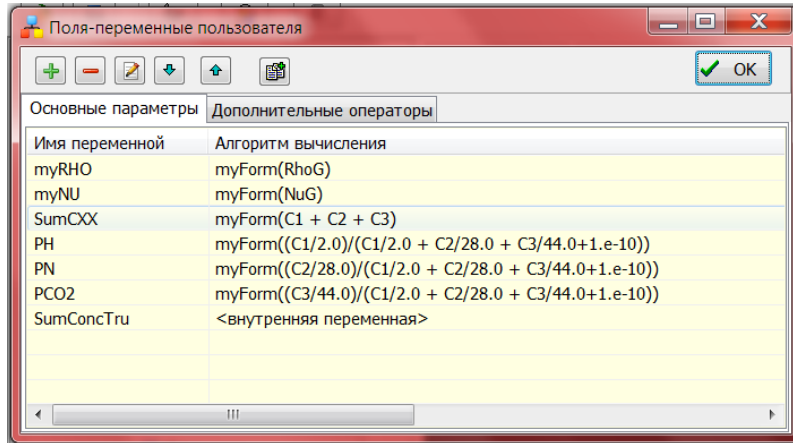 Поля-переменные пользователя
OK
Основные параметры Дополнительные операторы
Имя переменной Алгоритм вычисления
myRHO myForm(RhoG)
myNU myForm(NuG)
SumCXX myForm(C1 + C2 + C3)
PH myForm((C1/2.0)/(C1/2.0 + C2/28.0 + C3/44.0+1.e-10))
PN myForm((C2/28.0)/(C1/2.0 + C2/28.0 + C3/44.0+1.e-10))
PCO2 myForm((C3/44.0)/(C1/2.0 + C2/28.0 + C3/44.0+1.e-10))
SumConcTru <внутренняя переменная>